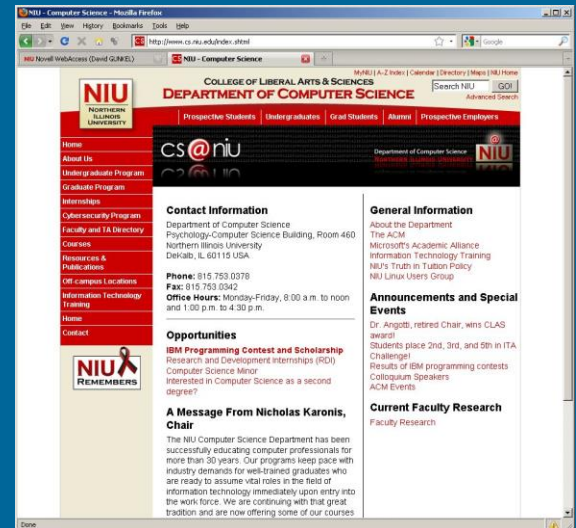 NIU - Computer Science - Mozilla Firefox
File Edit View History Bookmarks Tools Help
http://www.cs.niu.edu/index.shtml
Google
NIU Novell WebAccess (David GUNKEL)
NIU - Computer Science
MyNIU | A-Z Index | Calendar | Directory | Maps | NIU Home
COLLEGE OF LIBERAL ARTS & SCIENCES
DEPARTMENT OF COMPUTER SCIENCE
Search NIU
GO!
Advanced Search
NIU
NORTHERN
ILLINOIS
UNIVERSITY
Prospective Students | Undergraduates | Grad Students | Alumni | Prospective Employers
Home
About Us
Undergraduate Program
Graduate Program
Internships
Cybersecurity Program
Faculty and TA Directory
Courses
Resources &
Publications
Off-campus Locations
Information Technology
Training
Home
Contact
NIU
REMEMBERS
cs@niu
Department of Computer Science
NORTHERN ILLINOIS UNIVERSITY
@
NIU
Contact Information
Department of Computer Science
Psychology-Computer Science Building, Room 460
Northern Illinois University
DeKalb, IL 60115 USA
Phone: 815.753.0378
Fax: 815.753.0342
Office Hours: Monday-Friday, 8:00 a.m. to noon
and 1:00 p.m. to 4:30 p.m.
Opportunities
IBM Programming Contest and Scholarship
Research and Development Internships (RDI)
Computer Science Minor
Interested in Computer Science as a second
degree?
A Message From Nicholas Karonis,
Chair
The NIU Computer Science Department has been
successfully educating computer professionals for
more than 30 years. Our programs keep pace with
industry demands for well-trained graduates who
are ready to assume vital roles in the field of
information technology immediately upon entry into
the work force. We are continuing with that great
tradition and are now offering some of our courses
General Information
About the Department
The ACM
Microsoft's Academic Alliance
Information Technology Training
NIU's Truth in Tuition Policy
NIU Linux Users Group
Announcements and Special
Events
Dr. Angotti, retired Chair, wins CLAS
award!
Students place 2nd, 3rd, and 5th in ITA
Challenge!
Results of IBM programming contests
Colloquium Speakers
ACM Events
Current Faculty Research
Faculty Research
Done